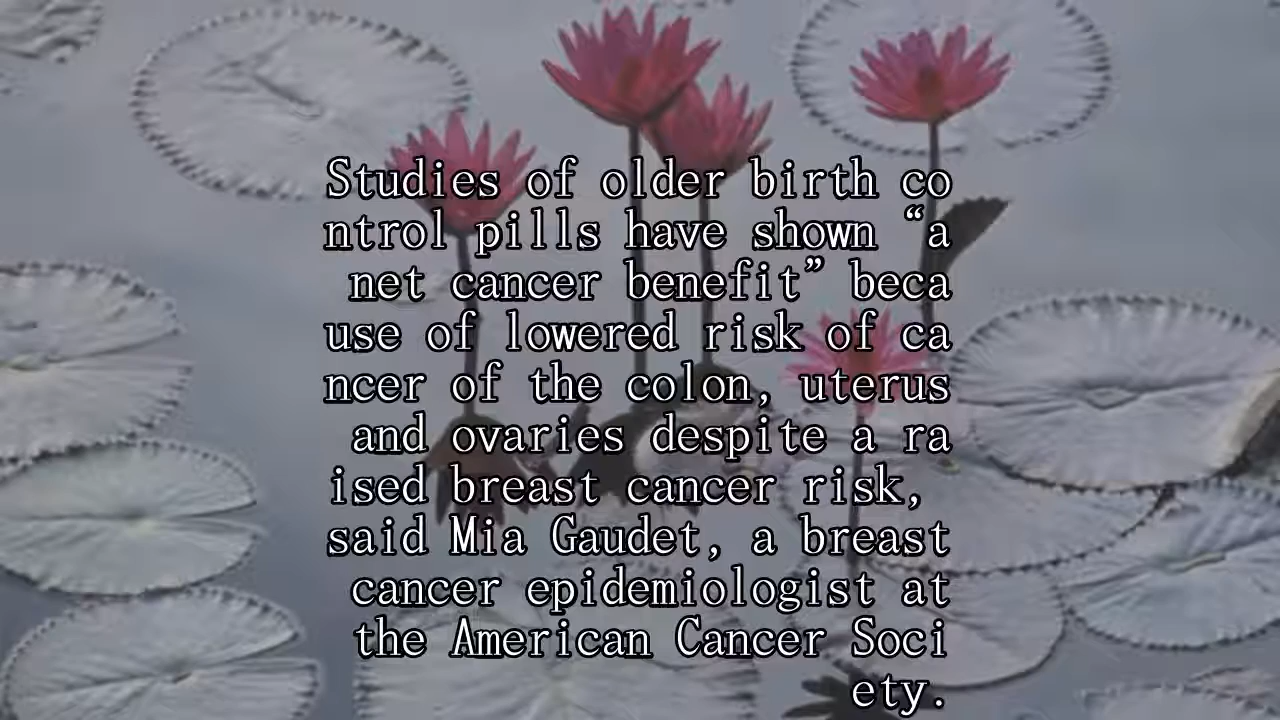 Studies of older birth co
ntrol pills have shown “a
net cancer benefit” beca
use of lowered risk of ca
ncer of the colon, uterus
and ovaries despite a ra
ised breast cancer risk,
said Mia Gaudet, a breast
cancer epidemiologist at
the American Cancer Soci
ety.